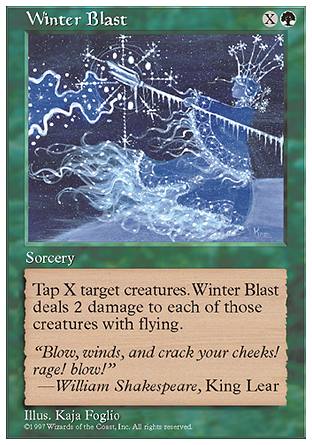 Winter Blast X
Sorcery
Tap X target creatures. Winter Blast
deals 2 damage to each of those
creatures with flying.
“Blow, winds, and crack your cheeks!
rage! blow!”
—William Shakespeare, King Lear
Illus. Kaja Foglio
©1997 Wizards of the Coast, Inc. All rights reserved.